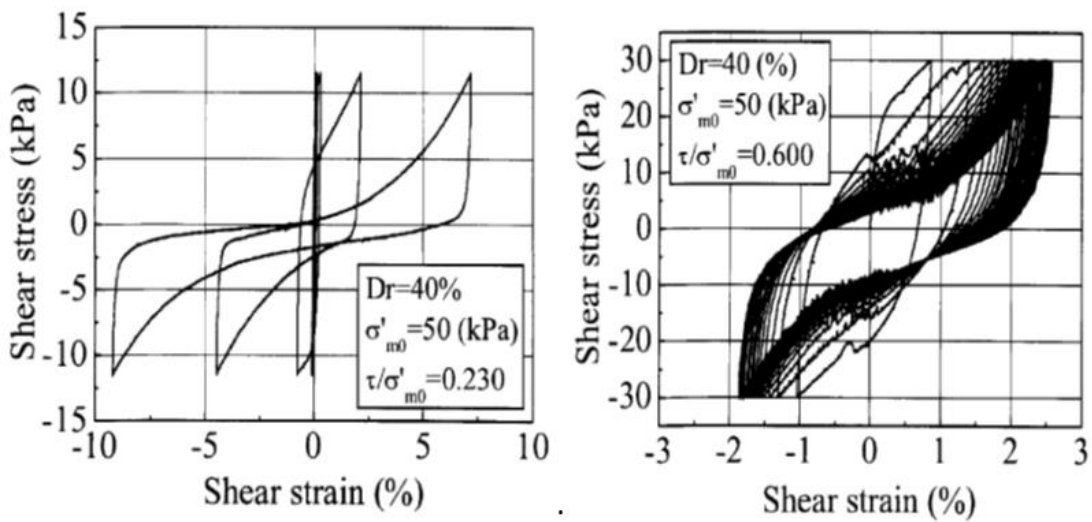 15
10
5
0
-5
-10
-15
-10
-5
0
5
10
Shear stress (kPa)
Shear strain (%)
Dr=40%
σ'm0=50 (kPa)
τ/σ'm0=0.230
30
20
10
0
-10
-20
-30
-3
-2
-1
0
1
2
3
Shear stress (kPa)
Shear strain (%)
Dr=40 (%)
σ'm0=50 (kPa)
τ/σ'm0=0.600